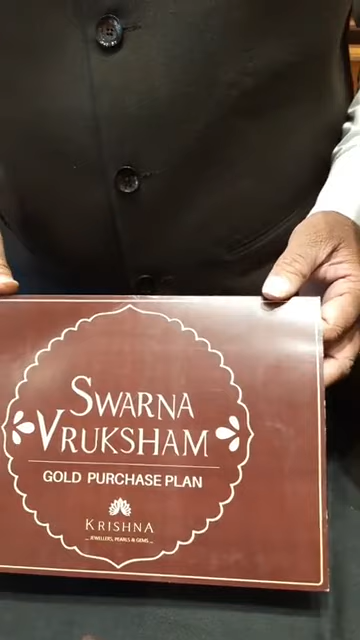 SWARNA
VRUKSHAM
GOLD PURCHASE PLAN
KRISHNA
JEWELLERS, PEARLS & GEMS